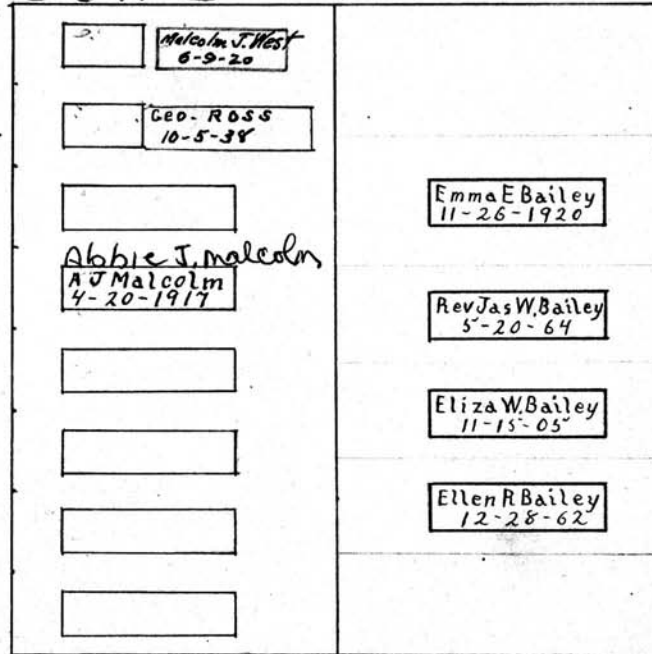 Malcolm J. West
6-9-20
Geo. ROSS
10-5-38
Abbie J. malcolm
A J Malcolm
4-20-1917
Emma E Bailey
11-26-1920
Rev Jas W. Bailey
5-20-64
Eliza W. Bailey
11-15-05
Ellen R Bailey
12-28-62